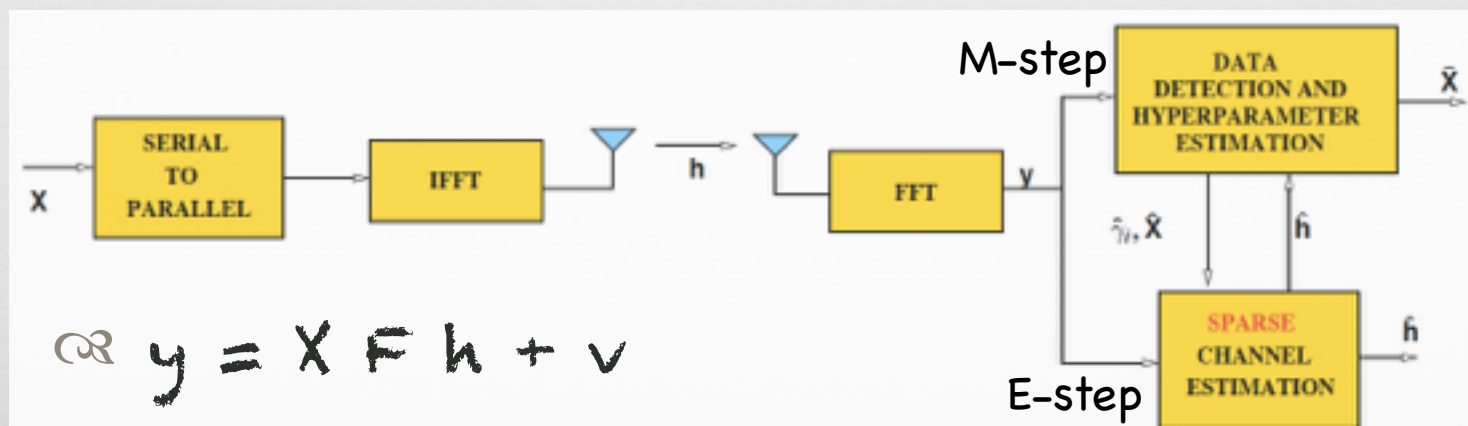 X
SERIAL
TO
PARALLEL
IFFT
h
FFT
y
M-step
DATA
DETECTION AND
HYPERPARAMETER
ESTIMATION
X̂
γ̂ᵢ, X̂
ĥ
E-step
SPARSE
CHANNEL
ESTIMATION
ĥ
y = X F h + v